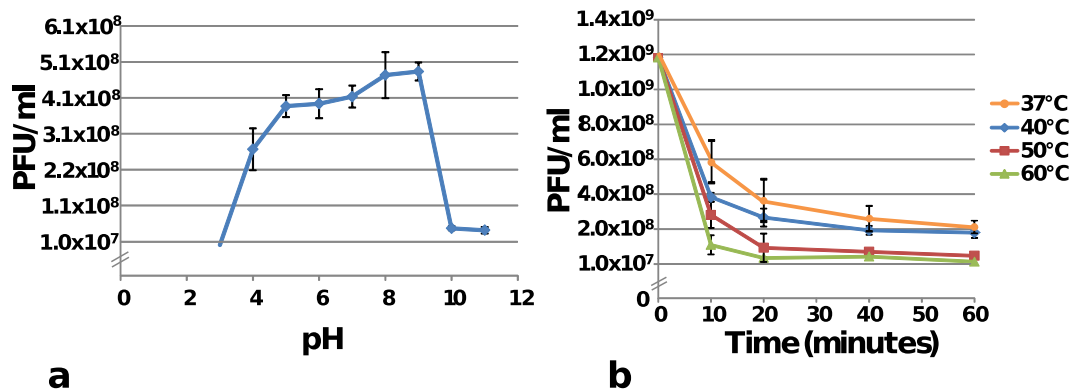 6.1x10⁸
5.1x10⁸
4.1x10⁸
3.1x10⁸
2.2x10⁸
1.1x10⁸
1.0x10⁷
PFU/ml
0 2 4 6 8 10 12
pH
a
1.4x10⁹
1.2x10⁹
1.0x10⁹
8.0x10⁸
6.0x10⁸
4.0x10⁸
2.0x10⁸
1.0x10⁷
0
PFU/ml
0 10 20 30 40 50 60
Time (minutes)
37°C
40°C
50°C
60°C
b